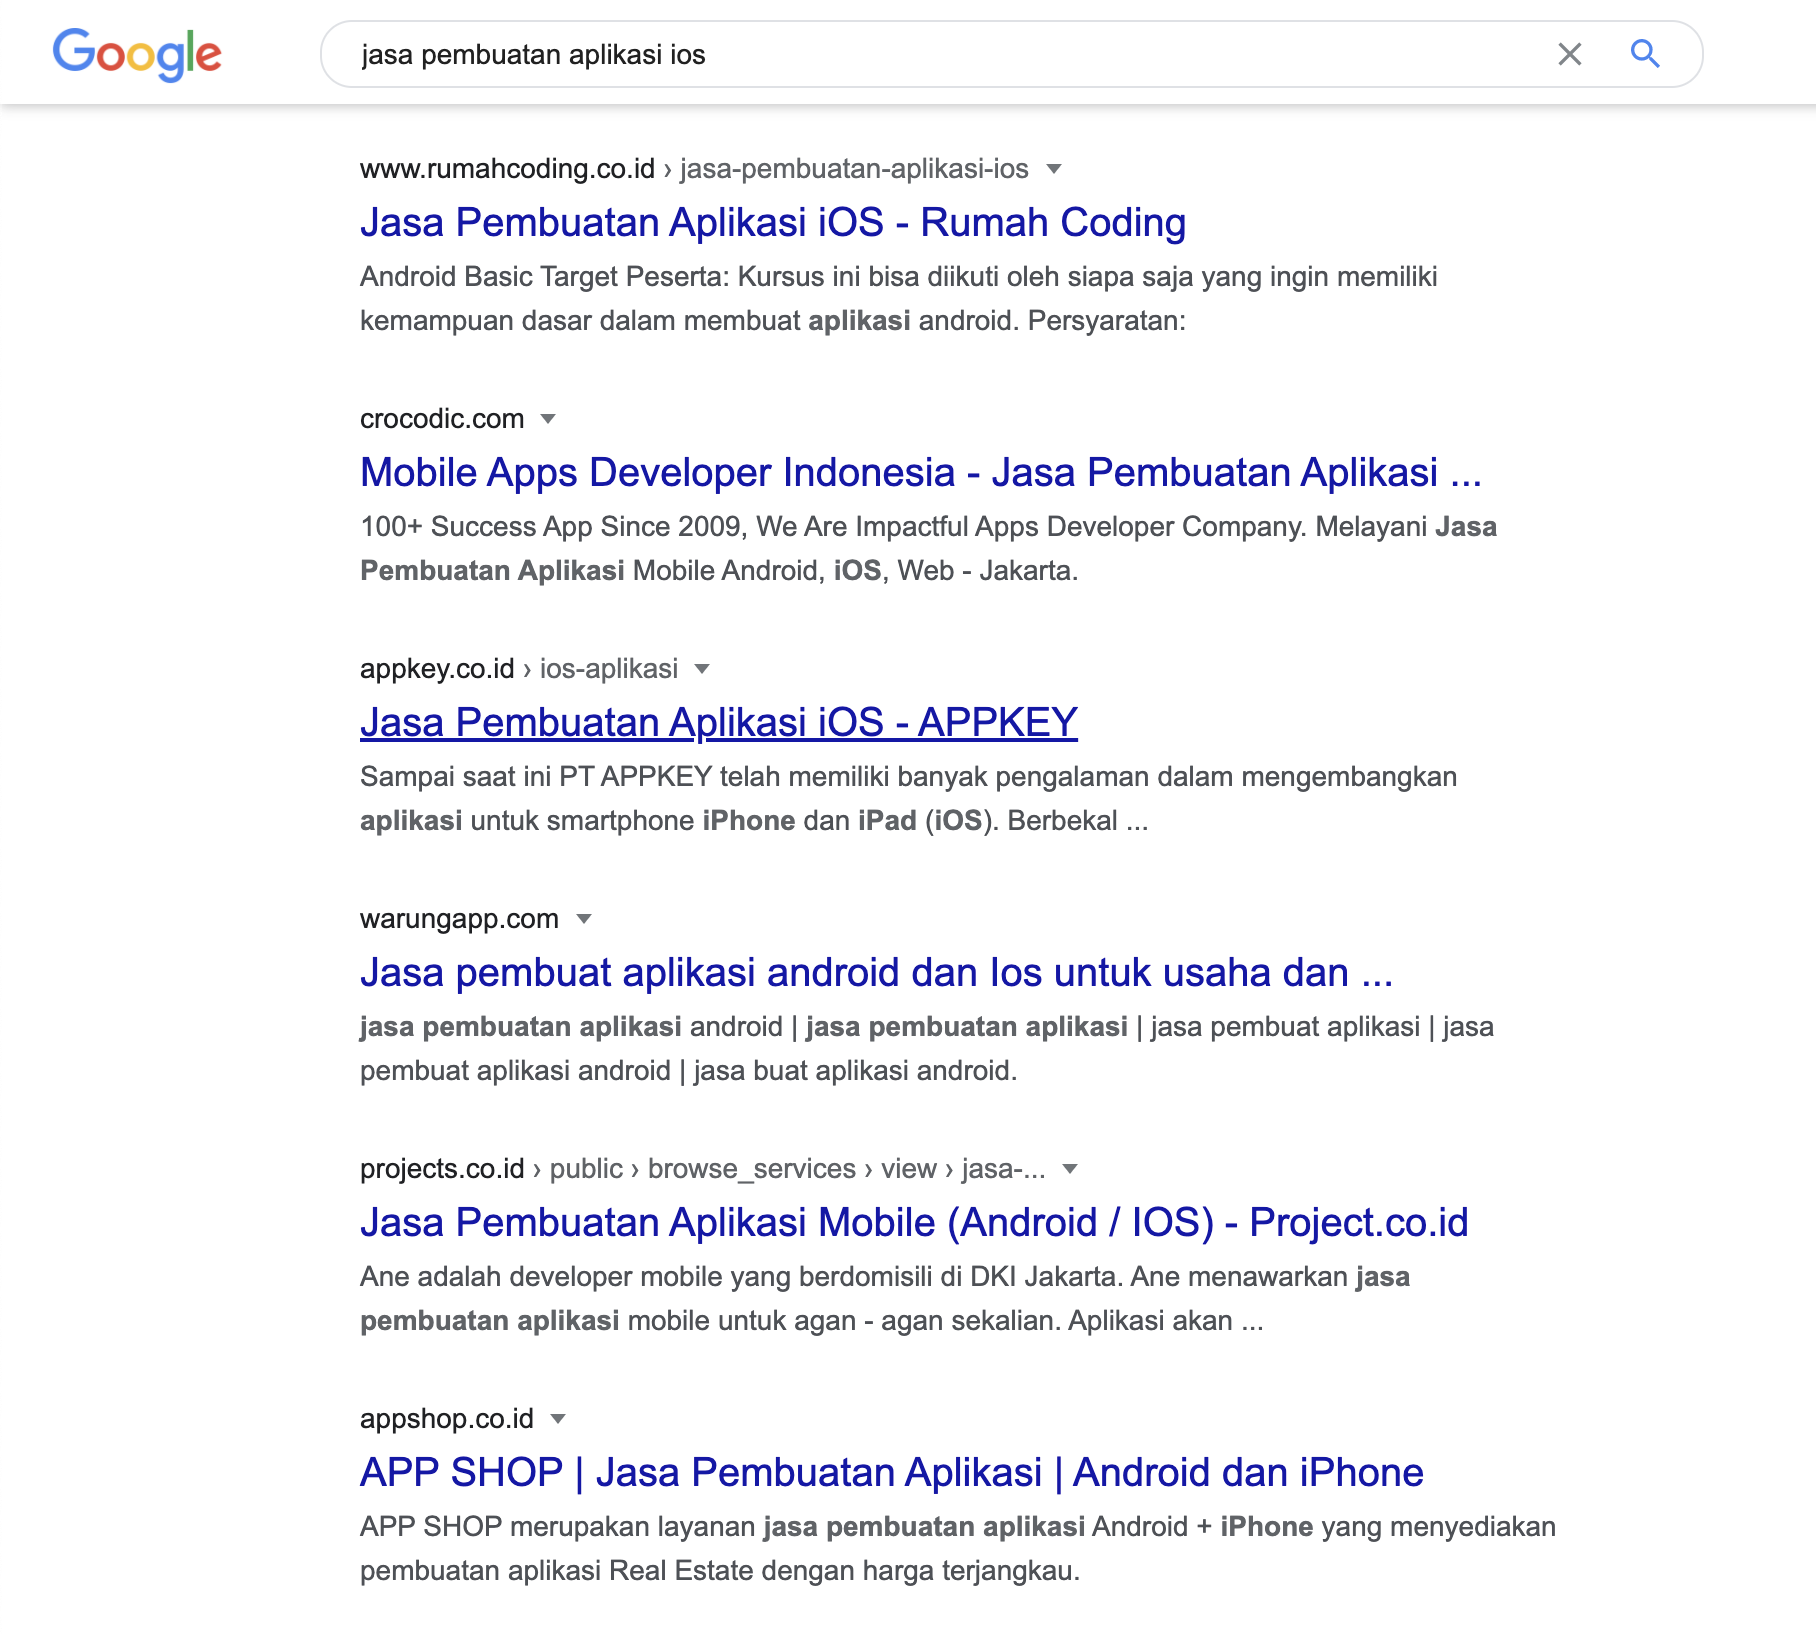 Google
jasa pembuatan aplikasi ios
www.rumahcoding.co.id › jasa-pembuatan-aplikasi-ios
Jasa Pembuatan Aplikasi iOS - Rumah Coding
Android Basic Target Peserta: Kursus ini bisa diikuti oleh siapa saja yang ingin memiliki
kemampuan dasar dalam membuat aplikasi android. Persyaratan:
crocodic.com
Mobile Apps Developer Indonesia - Jasa Pembuatan Aplikasi ...
100+ Success App Since 2009, We Are Impactful Apps Developer Company. Melayani Jasa
Pembuatan Aplikasi Mobile Android, iOS, Web - Jakarta.
appkey.co.id › ios-aplikasi
Jasa Pembuatan Aplikasi iOS - APPKEY
Sampai saat ini PT APPKEY telah memiliki banyak pengalaman dalam mengembangkan
aplikasi untuk smartphone iPhone dan iPad (iOS). Berbekal ...
warungapp.com
Jasa pembuat aplikasi android dan Ios untuk usaha dan ...
jasa pembuatan aplikasi android | jasa pembuatan aplikasi | jasa pembuat aplikasi | jasa
pembuat aplikasi android | jasa buat aplikasi android.
projects.co.id › public › browse_services › view › jasa-...
Jasa Pembuatan Aplikasi Mobile (Android / IOS) - Project.co.id
Ane adalah developer mobile yang berdomisili di DKI Jakarta. Ane menawarkan jasa
pembuatan aplikasi mobile untuk agan - agan sekalian. Aplikasi akan ...
appshop.co.id
APP SHOP | Jasa Pembuatan Aplikasi | Android dan iPhone
APP SHOP merupakan layanan jasa pembuatan aplikasi Android + iPhone yang menyediakan
pembuatan aplikasi Real Estate dengan harga terjangkau.